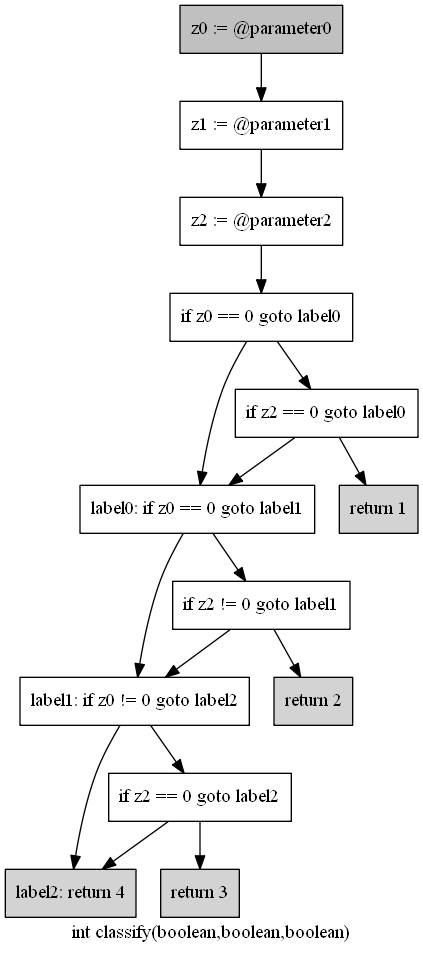 z0 := @parameter0
z1 := @parameter1
z2 := @parameter2
if z0 == 0 goto label0
if z2 == 0 goto label0
label0: if z0 == 0 goto label1
return 1
if z2 != 0 goto label1
label1: if z0 != 0 goto label2
return 2
if z2 == 0 goto label2
label2: return 4
return 3
int classify(boolean,boolean,boolean)